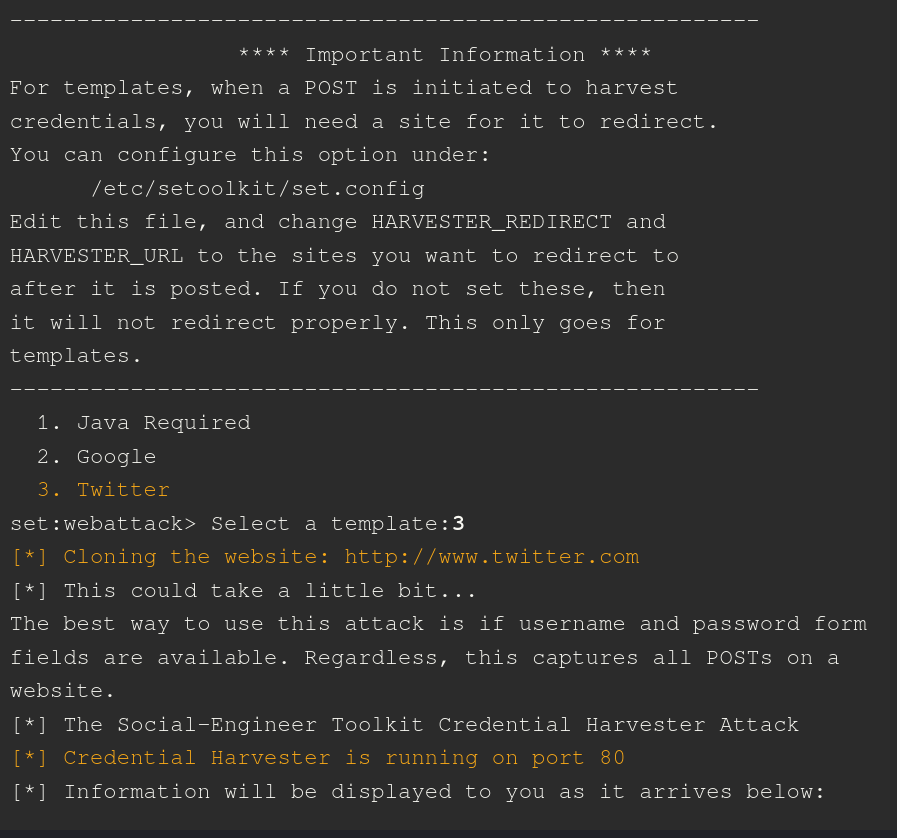 --------------------------------------------------------
**** Important Information ****
For templates, when a POST is initiated to harvest
credentials, you will need a site for it to redirect.
You can configure this option under:
/etc/setoolkit/set.config
Edit this file, and change HARVESTER_REDIRECT and
HARVESTER_URL to the sites you want to redirect to
after it is posted. If you do not set these, then
it will not redirect properly. This only goes for
templates.
--------------------------------------------------------
1. Java Required
2. Google
3. Twitter
set:webattack> Select a template:3
[*] Cloning the website: http://www.twitter.com
[*] This could take a little bit...
The best way to use this attack is if username and password form
fields are available. Regardless, this captures all POSTs on a
website.
[*] The Social-Engineer Toolkit Credential Harvester Attack
[*] Credential Harvester is running on port 80
[*] Information will be displayed to you as it arrives below: